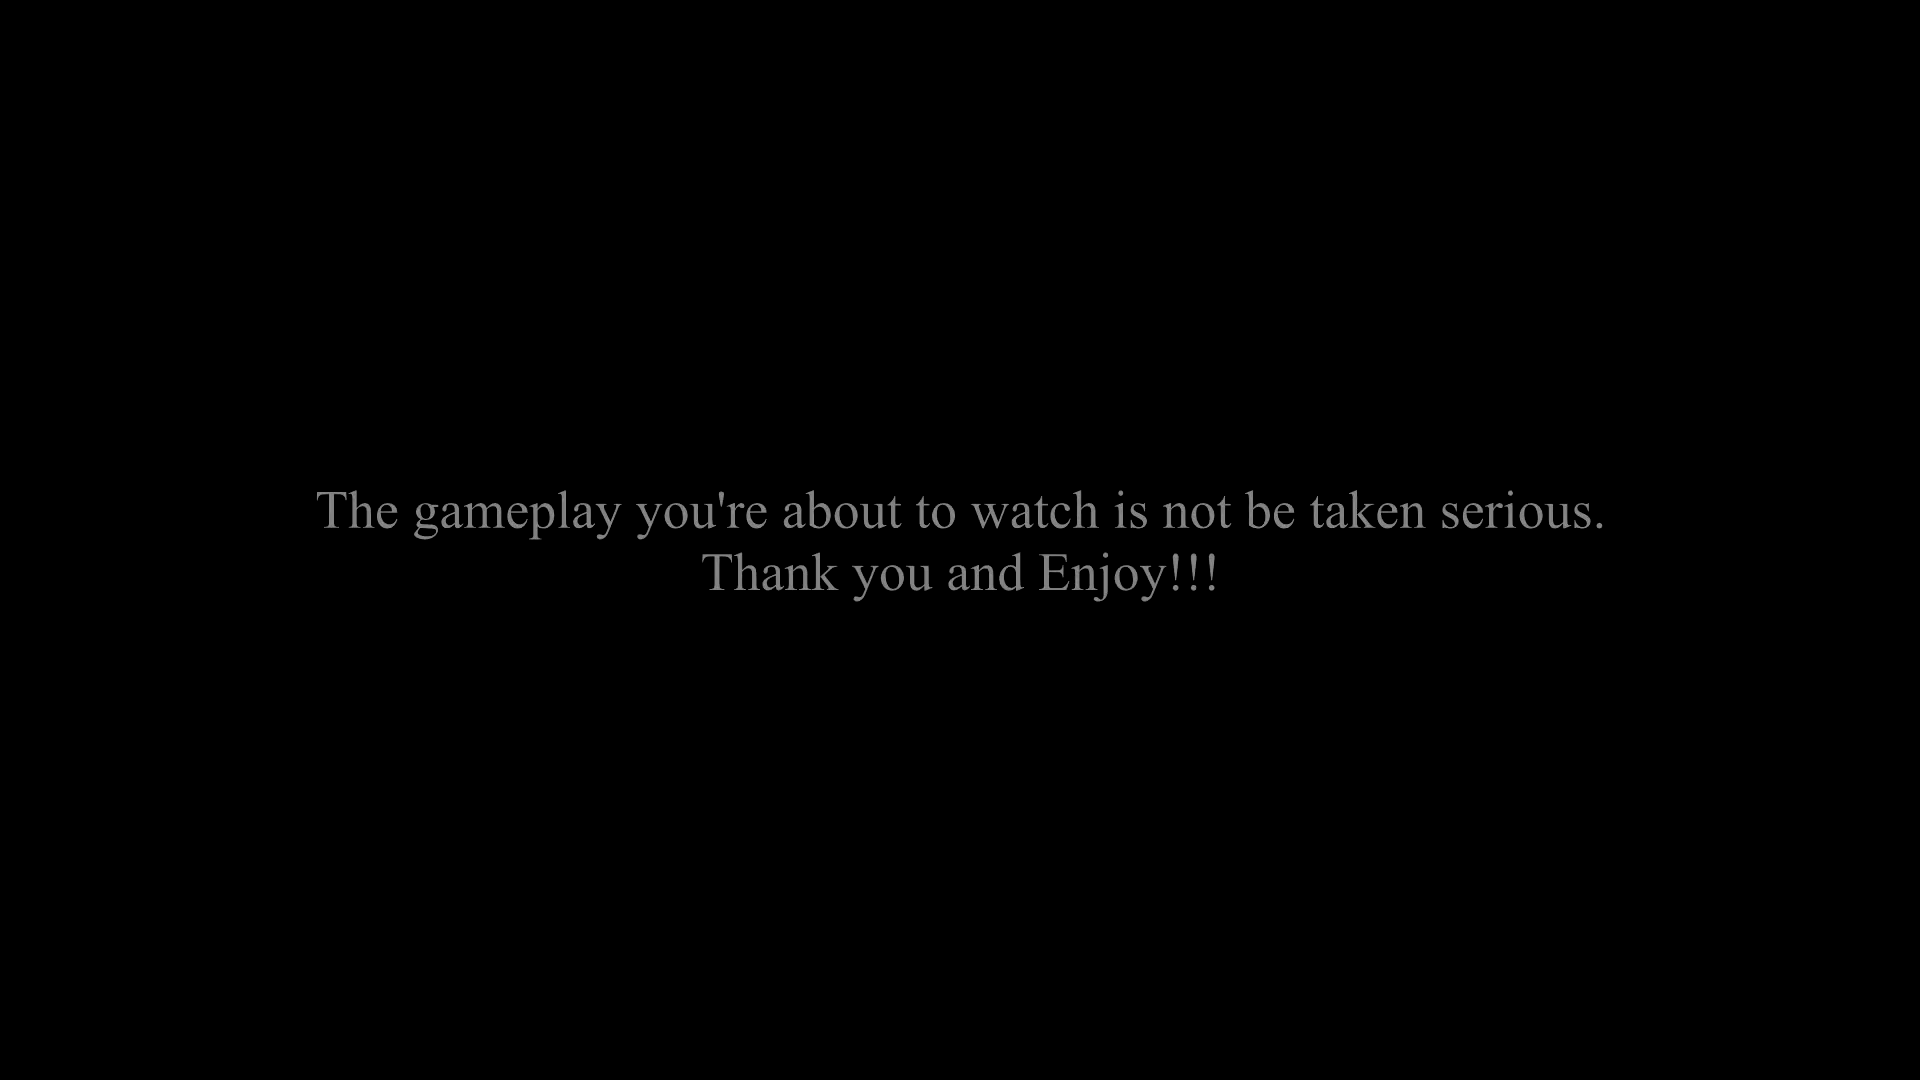 The gameplay you're about to watch is not be taken serious.
Thank you and Enjoy!!!